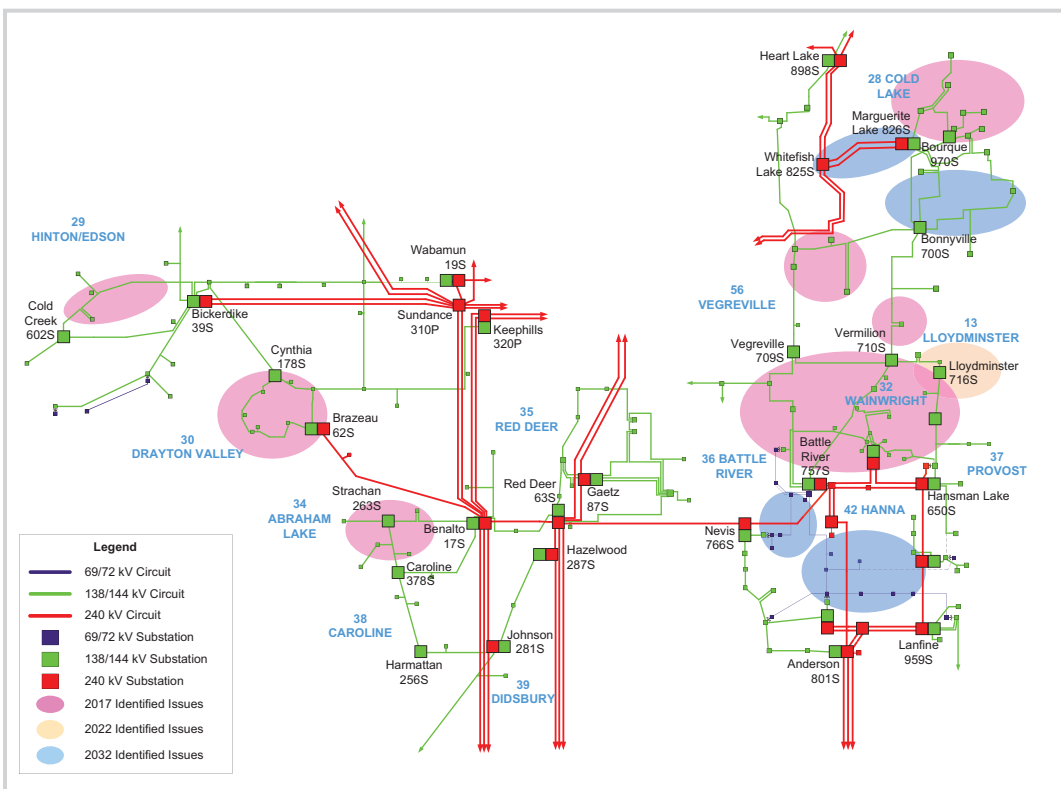 Heart Lake
898S
28 COLD
LAKE
Marguerite
Lake 826S
Bourque
970S
Whitefish
Lake 825S
29
HINTON/EDSON
Wabamun
19S
Bonnyville
700S
Cold
Creek
602S
Bickerdike
39S
Sundance
310P
Keephills
320P
56
VEGREVILLE
13
LLOYDMINSTER
Cynthia
178S
Vegreville
709S
Vermilion
710S
Lloydminster
716S
32
WAINWRIGHT
Brazeau
62S
30
DRAYTON VALLEY
35
RED DEER
36 BATTLE
RIVER
Battle
River
757S
37
PROVOST
Strachan
263S
Red Deer
63S
Gaetz
87S
Hansman Lake
650S
34
ABRAHAM
LAKE
Benalto
17S
42 HANNA
Nevis
766S
Hazelwood
287S
Caroline
378S
38
CAROLINE
Johnson
281S
Harmattan
256S
39
DIDSBURY
Anderson
801S
Lanfine
959S
Legend
69/72 kV Circuit
138/144 kV Circuit
240 kV Circuit
69/72 kV Substation
138/144 kV Substation
240 kV Substation
2017 Identified Issues
2022 Identified Issues
2032 Identified Issues